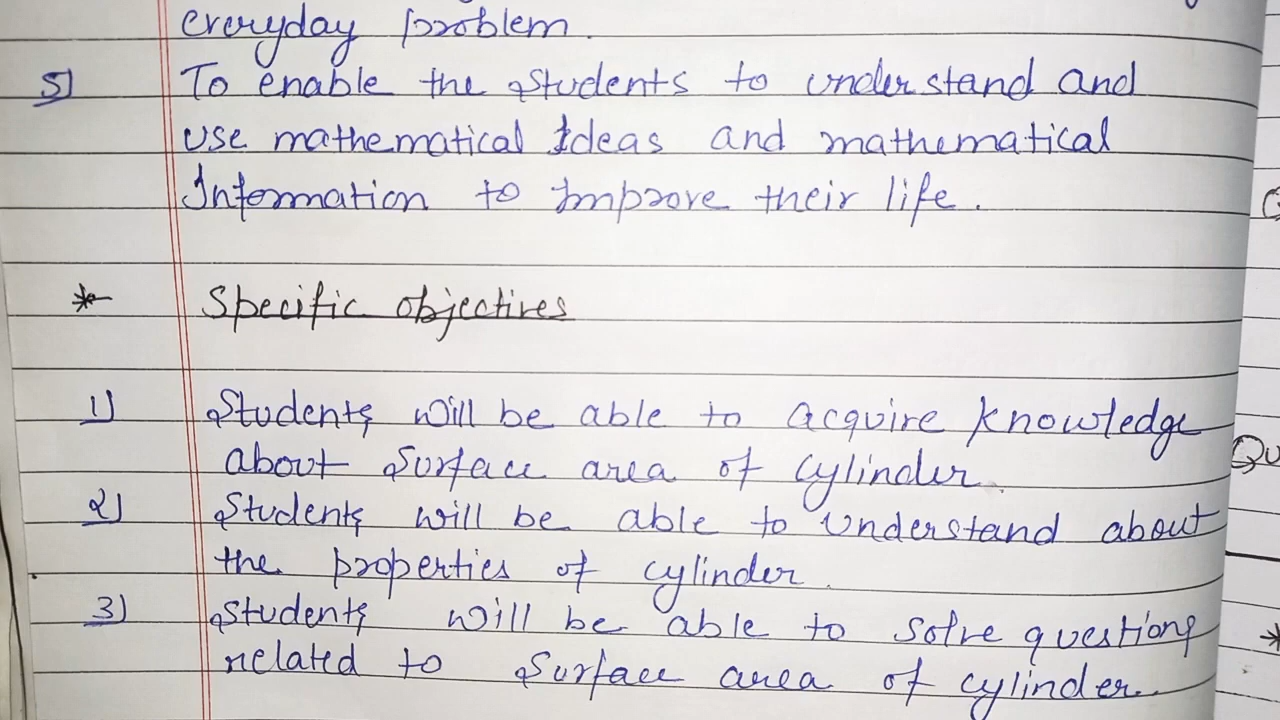 everyday problem.
5) To enable the students to understand and
use mathematical Ideas and mathematical
Information to Improve their life.
* Specific objectives
1) Students will be able to acquire knowledge
about Surface area of cylinder.
2) Students will be able to Understand about
the properties of cylinder.
3) Students will be able to solve questions
related to Surface area of cylinder.
Qu
*